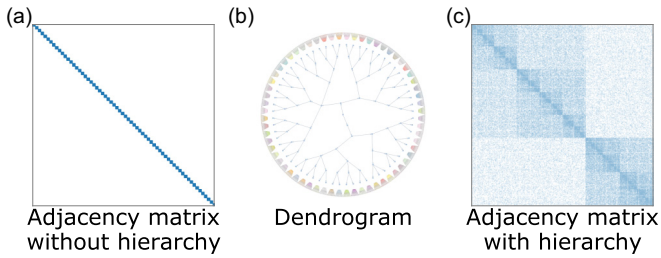 (a)
(b)
(c)
Adjacency matrix
without hierarchy
Dendrogram
Adjacency matrix
with hierarchy